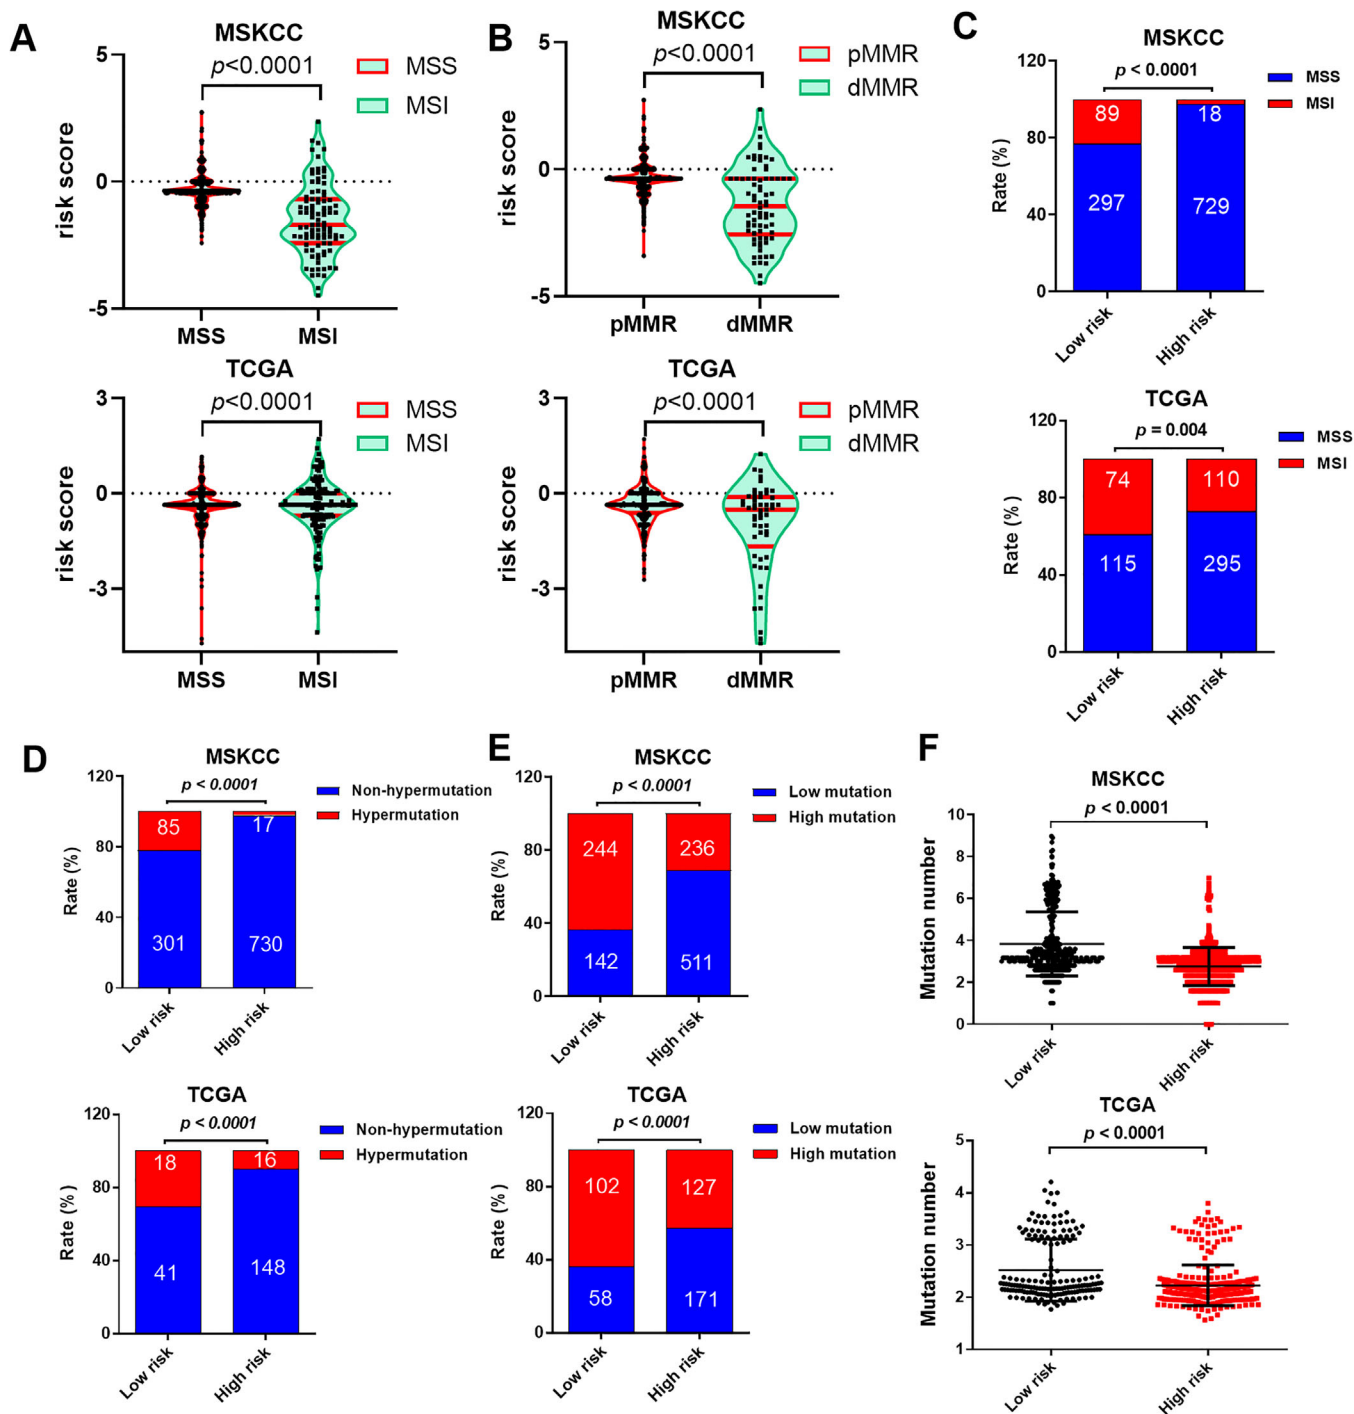 A
MSKCC
p<0.0001
MSS
MSI
risk score
5
0
-5
MSS
MSI
TCGA
p<0.0001
MSS
MSI
risk score
3
0
-3
MSS
MSI
B
MSKCC
p<0.0001
pMMR
dMMR
risk score
5
0
-5
pMMR
dMMR
TCGA
p<0.0001
pMMR
dMMR
risk score
3
0
-3
pMMR
dMMR
C
MSKCC
p < 0.0001
MSS
MSI
Rate (%)
120
80
40
0
89
18
297
729
Low risk
High risk
TCGA
p = 0.004
MSS
MSI
Rate (%)
120
80
40
0
74
110
115
295
Low risk
High risk
D
MSKCC
p < 0.0001
Non-hypermutation
Hypermutation
Rate (%)
120
80
40
0
85
17
301
730
Low risk
High risk
TCGA
p < 0.0001
Non-hypermutation
Hypermutation
Rate (%)
120
80
40
0
18
16
41
148
Low risk
High risk
E
MSKCC
p < 0.0001
Low mutation
High mutation
Rate (%)
120
80
40
0
244
236
142
511
Low risk
High risk
TCGA
p < 0.0001
Low mutation
High mutation
Rate (%)
120
80
40
0
102
127
58
171
Low risk
High risk
F
MSKCC
p < 0.0001
Mutation number
10
8
6
4
2
0
Low risk
High risk
TCGA
p < 0.0001
Mutation number
5
4
3
2
1
Low risk
High risk